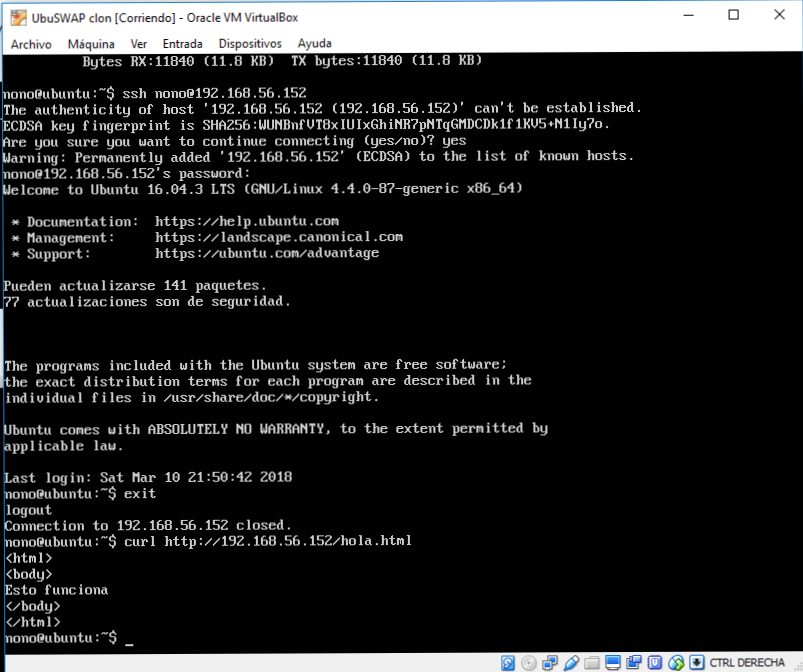 UbuSWAP clon [Corriendo] - Oracle VM VirtualBox
Archivo Máquina Ver Entrada Dispositivos Ayuda
Bytes RX:11840 (11.8 KB) TX bytes:11840 (11.8 KB)
nono@ubuntu:~$ ssh nono@192.168.56.152
The authenticity of host '192.168.56.152 (192.168.56.152)' can't be established.
ECDSA key fingerprint is SHA256:WUNBnfVT8xIUIxGhiNR7pNTqGMDCDk1f1KV5+N1Iy7o.
Are you sure you want to continue connecting (yes/no)? yes
Warning: Permanently added '192.168.56.152' (ECDSA) to the list of known hosts.
nono@192.168.56.152's password:
Welcome to Ubuntu 16.04.3 LTS (GNU/Linux 4.4.0-87-generic x86_64)
* Documentation: https://help.ubuntu.com
* Management: https://landscape.canonical.com
* Support: https://ubuntu.com/advantage
Pueden actualizarse 141 paquetes.
77 actualizaciones son de seguridad.
The programs included with the Ubuntu system are free software;
the exact distribution terms for each program are described in the
individual files in /usr/share/doc/*/copyright.
Ubuntu comes with ABSOLUTELY NO WARRANTY, to the extent permitted by
applicable law.
Last login: Sat Mar 10 21:50:42 2018
nono@ubuntu:~$ exit
logout
Connection to 192.168.56.152 closed.
nono@ubuntu:~$ curl http://192.168.56.152/hola.html
<html>
<body>
Esto funciona
</body>
</html>
nono@ubuntu:~$ _
CTRL DERECHA